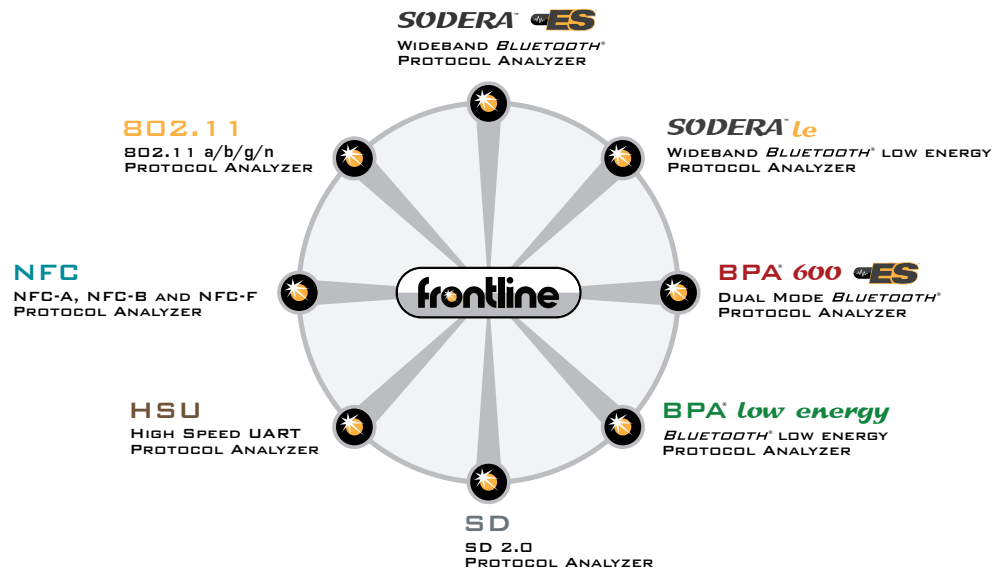 SODERA™ ES
WIDEBAND BLUETOOTH®
PROTOCOL ANALYZER
802.11
802.11 a/b/g/n
PROTOCOL ANALYZER
SODERA™ le
WIDEBAND BLUETOOTH® LOW ENERGY
PROTOCOL ANALYZER
NFC
NFC-A, NFC-B AND NFC-F
PROTOCOL ANALYZER
frontline
BPA® 600 ES
DUAL MODE BLUETOOTH®
PROTOCOL ANALYZER
HSU
HIGH SPEED UART
PROTOCOL ANALYZER
BPA® low energy
BLUETOOTH® LOW ENERGY
PROTOCOL ANALYZER
SD
SD 2.0
PROTOCOL ANALYZER